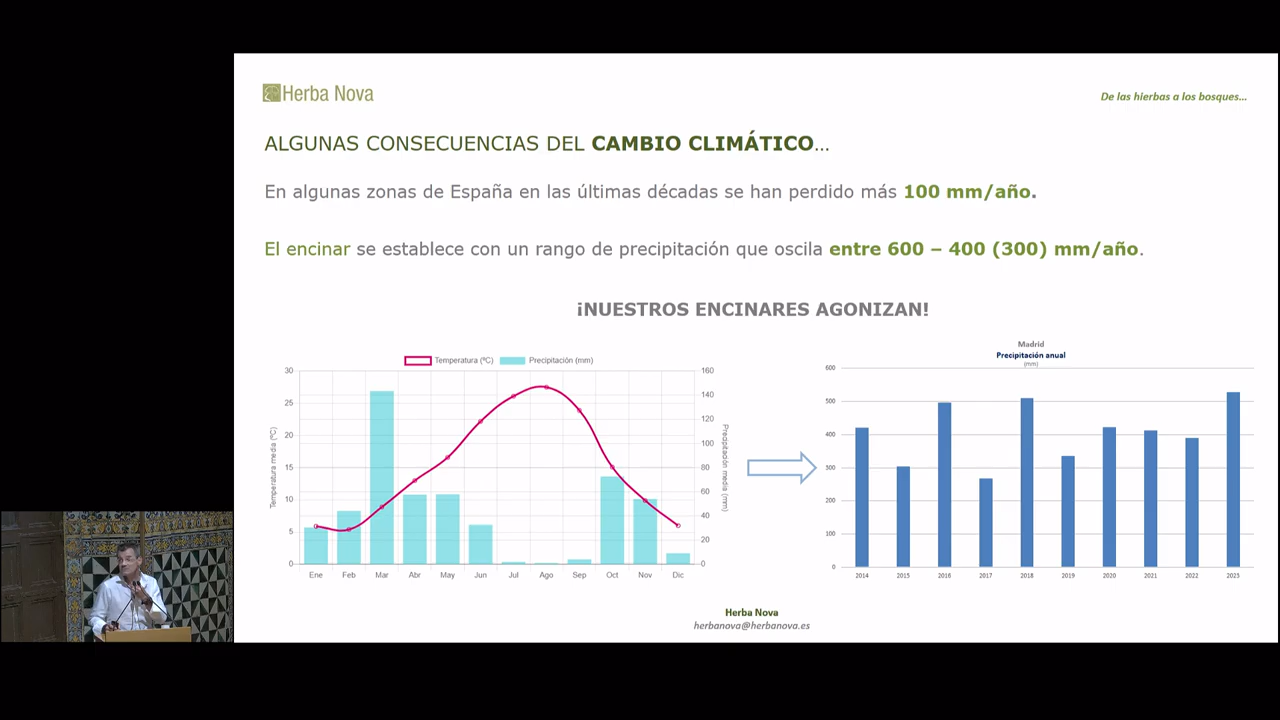 Herba Nova
De las hierbas a los bosques...
ALGUNAS CONSECUENCIAS DEL CAMBIO CLIMÁTICO...
En algunas zonas de España en las últimas décadas se han perdido más 100 mm/año.
El encinar se establece con un rango de precipitación que oscila entre 600 – 400 (300) mm/año.
¡NUESTROS ENCINARES AGONIZAN!
Temperatura (ºC) Precipitación (mm)
Temperatura media (ºC)
30
25
20
15
10
5
0
160
140
120
100
80
60
40
20
0
Precipitación media (mm)
Ene Feb Mar Abr May Jun Jul Ago Sep Oct Nov Dic
Madrid
Precipitación anual
(mm)
600
500
400
300
200
100
0
2014 2015 2016 2017 2018 2019 2020 2021 2022 2023
Herba Nova
herbanova@herbanova.es